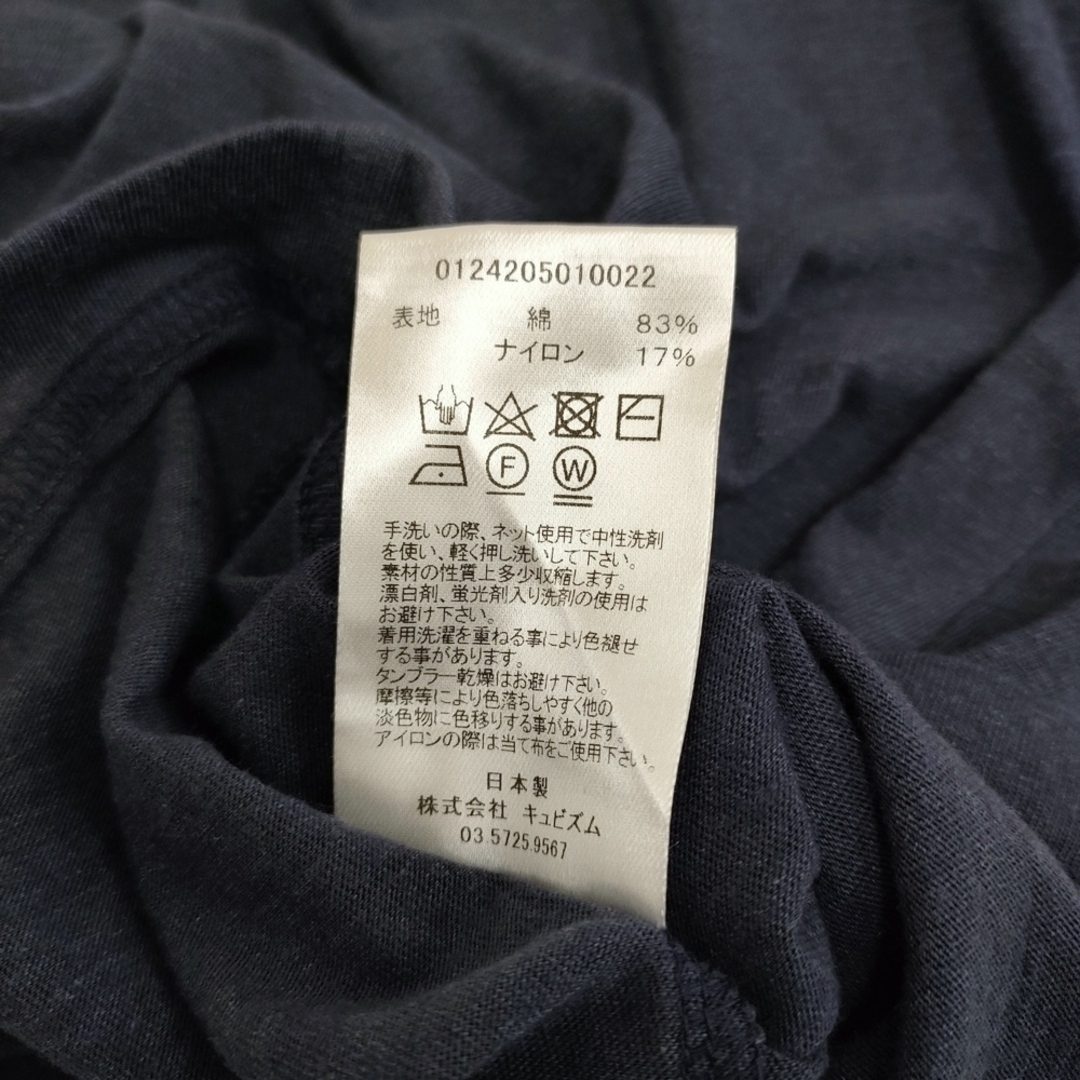 0124205010022
表地 綿 83%
ナイロン 17%
F W
手洗いの際、ネット使用で中性洗剤
を使い、軽く押し洗いして下さい。
素材の性質上多少収縮します。
漂白剤、蛍光剤入り洗剤の使用は
お避け下さい。
着用洗濯を重ねる事により色褪せ
する事があります。
タンブラー乾燥はお避け下さい。
摩擦等により色落ちしやすく他の
淡色物に色移りする事があります。
アイロンの際は当て布をご使用下さい。
日本製
株式会社 キュビズム
03.5725.9567